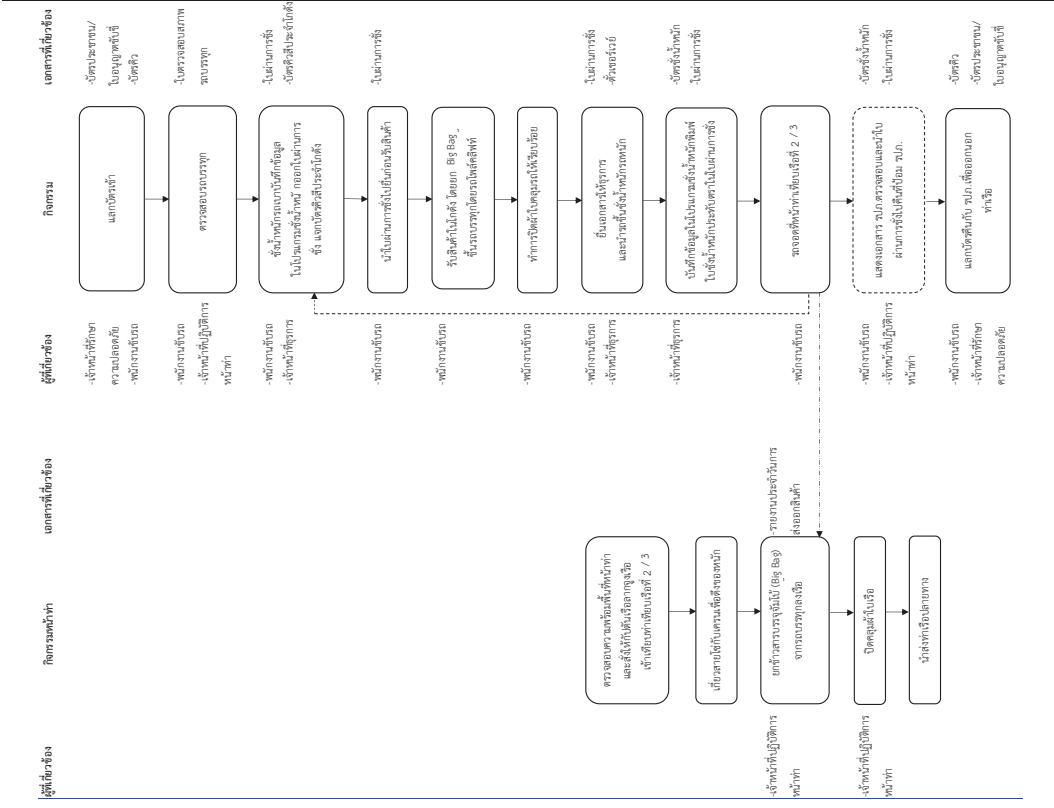 ผู้ที่เกี่ยวข้อง
กิจกรรมหน้าท่า
เอกสารที่เกี่ยวข้อง
ผู้ที่เกี่ยวข้อง
กิจกรรม
เอกสารที่เกี่ยวข้อง
-เจ้าหน้าที่รักษา
ความปลอดภัย
-พนักงานขับรถ
แลกบัตรเข้า
-บัตรประชาชน/
ใบอนุญาตขับขี่
-บัตรคิว
-พนักงานขับรถ
-เจ้าหน้าที่ปฏิบัติการ
หน้าท่า
ตรวจสอบรถบรรทุก
-ใบตรวจสอบสภาพ
รถบรรทุก
-พนักงานขับรถ
-เจ้าหน้าที่ธุรการ
ชั่งน้ำหนักรถเบาบันทึกข้อมูล
ในโปรแกรมชั่งน้ำหนั กออกใบผ่านการ
ชั่ง แจกบัตรคิวสีประจำโกดัง
-ใบผ่านการชั่ง
-บัตรคิวสีประจำโกดัง
-พนักงานขับรถ
นำใบผ่านการชั่งไปยื่นก่อนรับสินค้า
-ใบผ่านการชั่ง
-พนักงานขับรถ
รับสินค้าในโกดัง โดยยก Big Bag
ขึ้นรถบรรทุกโดยรถโฟล์คลิฟท์
-พนักงานขับรถ
ทำการปิดผ้าใบคลุมรถให้เรียบร้อย
-พนักงานขับรถ
-เจ้าหน้าที่ธุรการ
ยื่นเอกสารให้ธุรการ
และนำรถขึ้นชั่งน้ำหนักรถหนัก
-ใบผ่านการชั่ง
-ตั๋วเซอร์เวย์
-เจ้าหน้าที่ธุรการ
บันทึกข้อมูลในโปรแกรมชั่งน้ำหนักพิมพ์
ใบชั่งน้ำหนักประทับตราในใบผ่านการชั่ง
-บัตรชั่งน้ำหนัก
-ใบผ่านการชั่ง
-พนักงานขับรถ
รถจอดที่หน้าท่าเทียบเรือที่ 2 / 3
-พนักงานขับรถ
-เจ้าหน้าที่ปฏิบัติการ
หน้าท่า
แสดงเอกสาร รปภ.ตรวจสอบและนำใบ
ผ่านการชั่งไปคืนที่ป้อม รปภ.
-บัตรชั่งน้ำหนัก
-ใบผ่านการชั่ง
-พนักงานขับรถ
-เจ้าหน้าที่รักษา
ความปลอดภัย
แลกบัตรคืนกับ รปภ.เพื่อออกนอก
ท่าเรือ
-บัตรคิว
-บัตรประชาชน/
ใบอนุญาตขับขี่
ตรวจสอบความพร้อมพื้นที่หน้าท่า
และสั่งให้กัปตันเรือลากจูงเรือ
เข้าเทียบท่าเทียบเรือที่ 2 / 3
เกี่ยวสายโซ่กับเครนเพื่อดึงของหนัก
-เจ้าหน้าที่ปฏิบัติการ
หน้าท่า
ยกข้าวสารบรรจุจัมโบ้ (Big Bag)
จากรถบรรทุกลงเรือ
-รายงานประจำวันการ
ส่งออกสินค้า
-เจ้าหน้าที่ปฏิบัติการ
หน้าท่า
ปิดคลุมผ้าใบเรือ
นำส่งท่าเรือปลายทาง